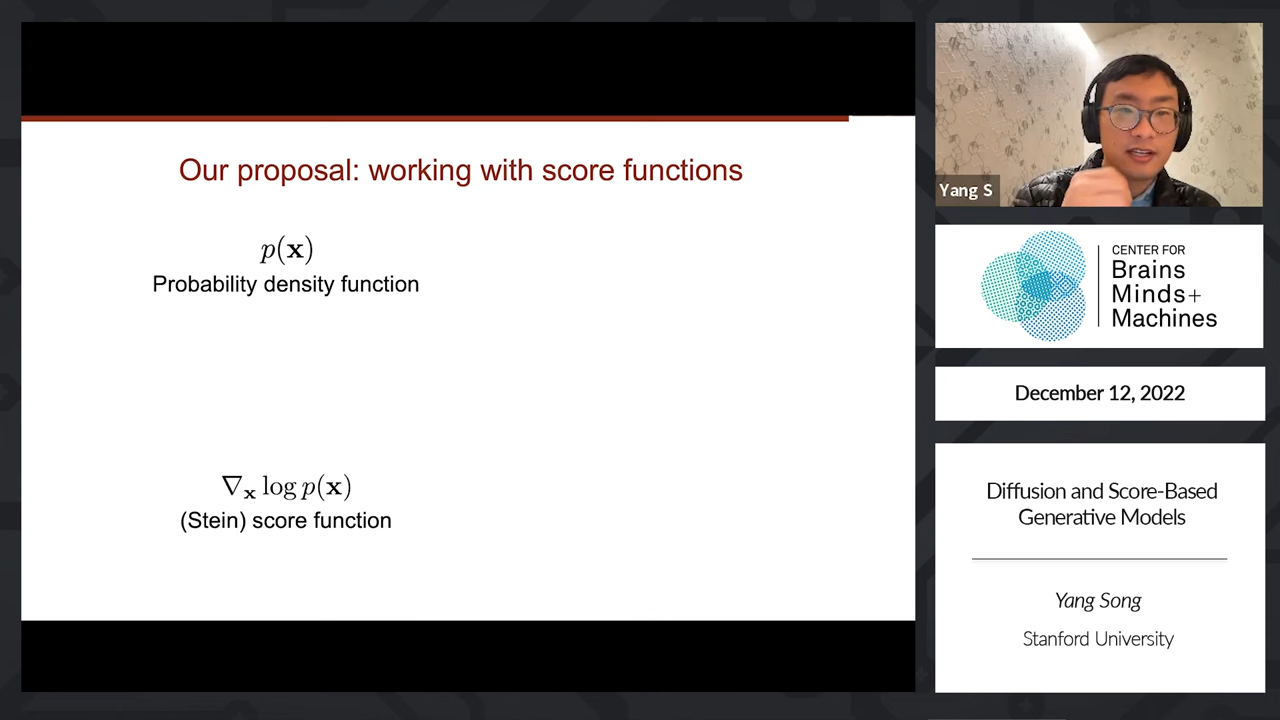 Our proposal: working with score functions
p(𝐱)
Probability density function
∇𝐱 log p(𝐱)
(Stein) score function
Yang S
CENTER FOR
Brains
Minds+
Machines
December 12, 2022
Diffusion and Score-Based
Generative Models
Yang Song
Stanford University